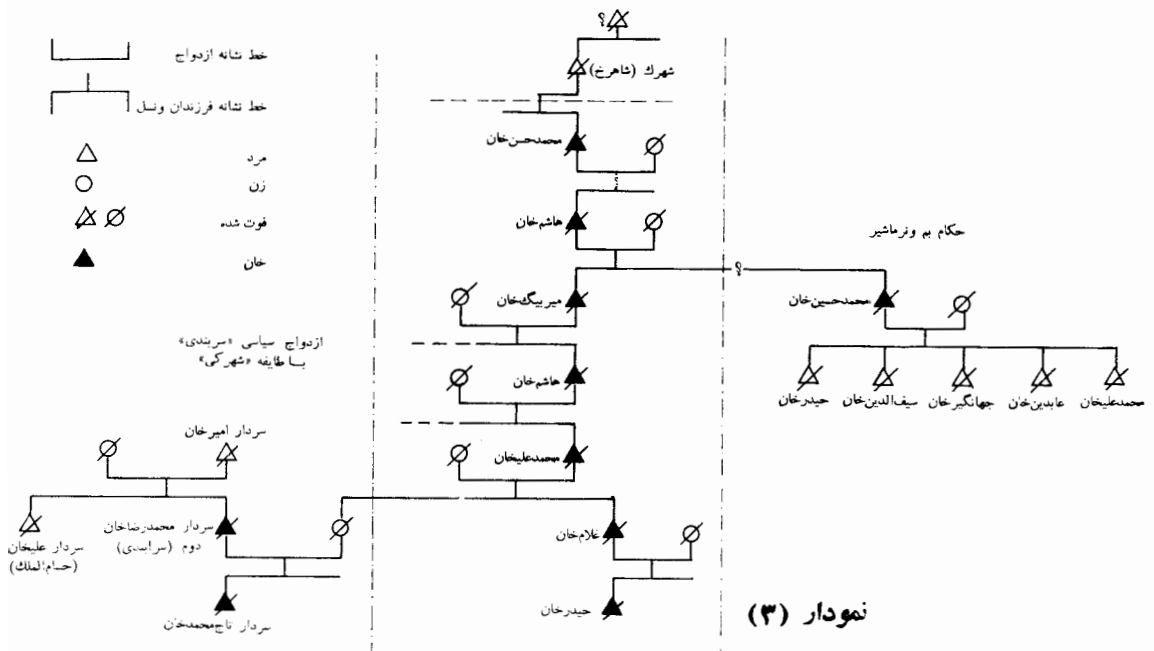 خط نشانه ازدواج
خط نشانه فرزندان ونسل
مرد
زن
فوت شده
خان
؟
شهرك (شاهرخ)
محمدحسن‌خان
؟
هاشم‌خان
؟
حکام بم ونرماشیر
میربیگ‌خان
محمدحسین‌خان
ازدواج سیاسی «سربندی»
با طایفه «شهرکی»
هاشم‌خان
محمدعلیخان
عابدین‌خان
جهانگیرخان
سیف‌الدین‌خان
حیدرخان
سردار امیرخان
محمدعلیخان
سردار محمدرضاخان
دوم (سرابندی)
سردار علیخان
(حسام‌الملك)
غلام‌خان
سردار تاج‌محمدخان
حیدرخان
نمودار (۳)